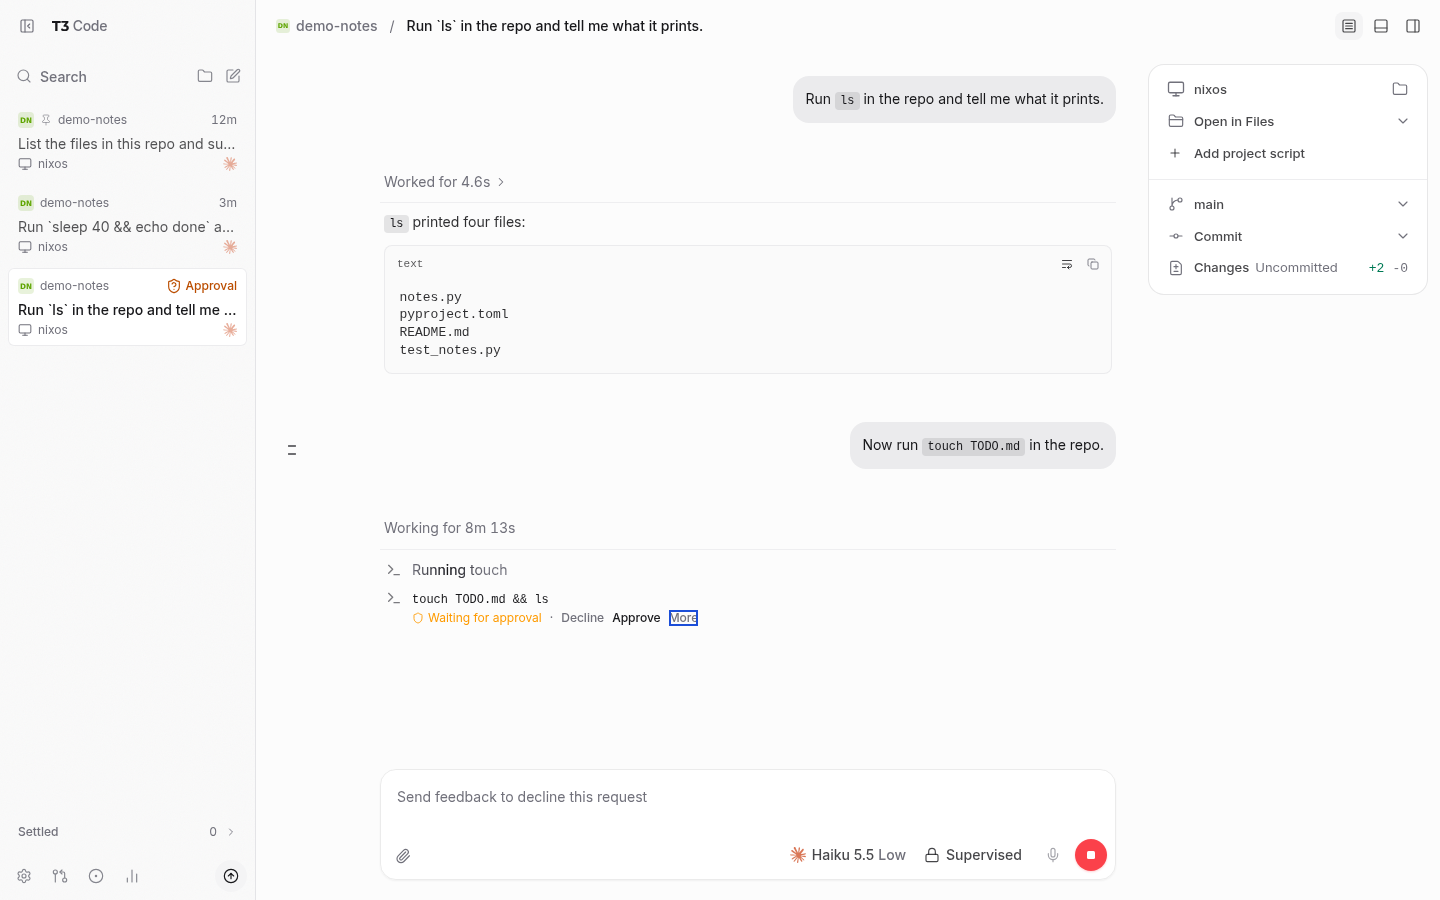 T3 Code
Search
DN demo-notes 12m
List the files in this repo and su...
nixos
DN demo-notes 3m
Run `sleep 40 && echo done` a...
nixos
DN demo-notes Approval
Run `ls` in the repo and tell me ...
nixos
Settled 0
DN demo-notes / Run `ls` in the repo and tell me what it prints.
Run ls in the repo and tell me what it prints.
Worked for 4.6s
ls printed four files:
text
notes.py
pyproject.toml
README.md
test_notes.py
Now run touch TODO.md in the repo.
Working for 8m 13s
Running touch
touch TODO.md && ls
Waiting for approval · Decline Approve More
Send feedback to decline this request
Haiku 5.5 Low Supervised
nixos
Open in Files
Add project script
main
Commit
Changes Uncommitted +2 -0